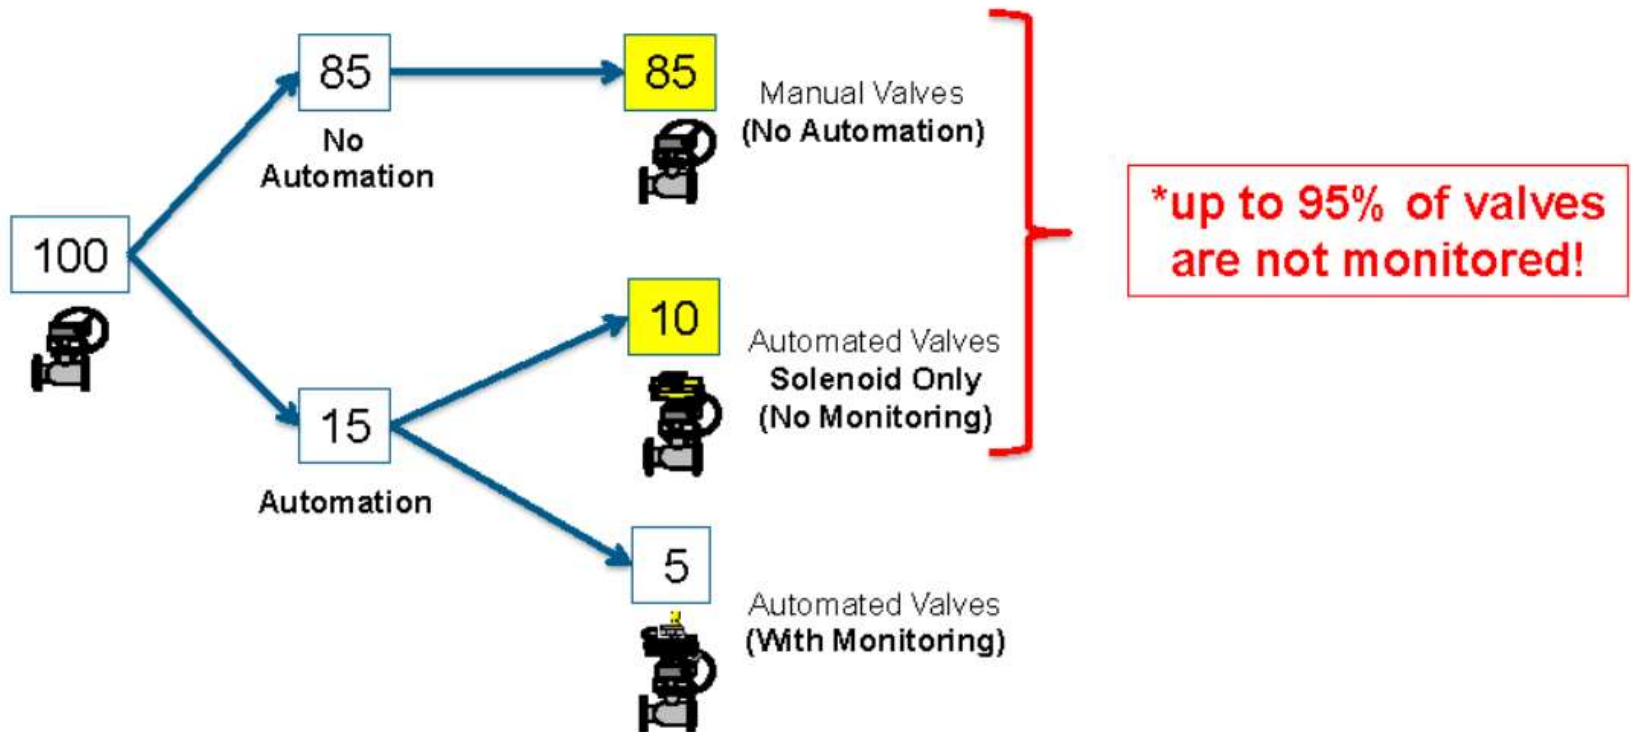 100
85
No
Automation
85
Manual Valves
(No Automation)
15
Automation
10
Automated Valves
Solenoid Only
(No Monitoring)
5
Automated Valves
(With Monitoring)
*up to 95% of valves
are not monitored!